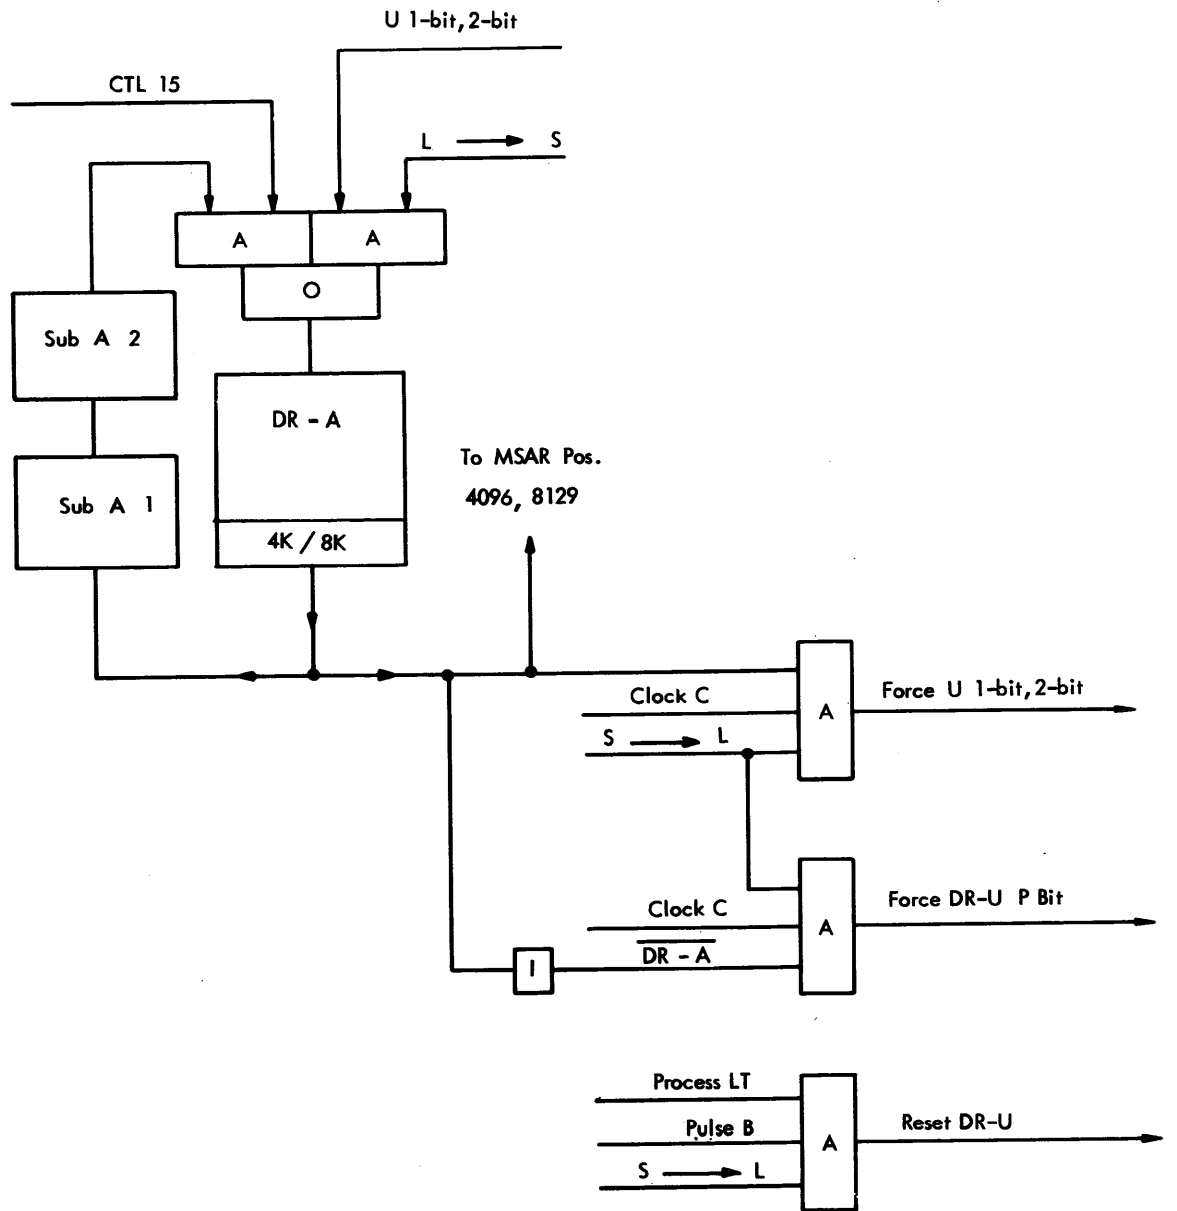 U 1-bit, 2-bit
CTL 15
L → S
A
A
O
Sub A 2
DR - A
To MSAR Pos.
4096, 8129
Sub A 1
4K / 8K
Clock C
S → L
A
Force U 1-bit, 2-bit
Clock C
D̅R̅ ̅-̅ ̅A̅
I
A
Force DR-U P Bit
Process LT
Pulse B
S → L
A
Reset DR-U